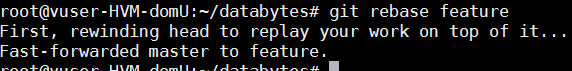 root@vuser-HVM-domU:~/databytes# git rebase feature
First, rewinding head to replay your work on top of it...
Fast-forwarded master to feature.
root@vuser-HVM-domU:~/databytes#